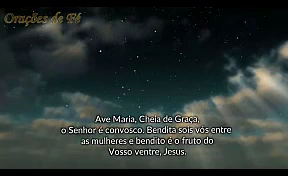 Orações de Fé
Ave Maria, Cheia de Graça,
o Senhor é convosco. Bendita sois vós entre
as mulheres e bendito é o fruto do
Vosso ventre, Jesus.